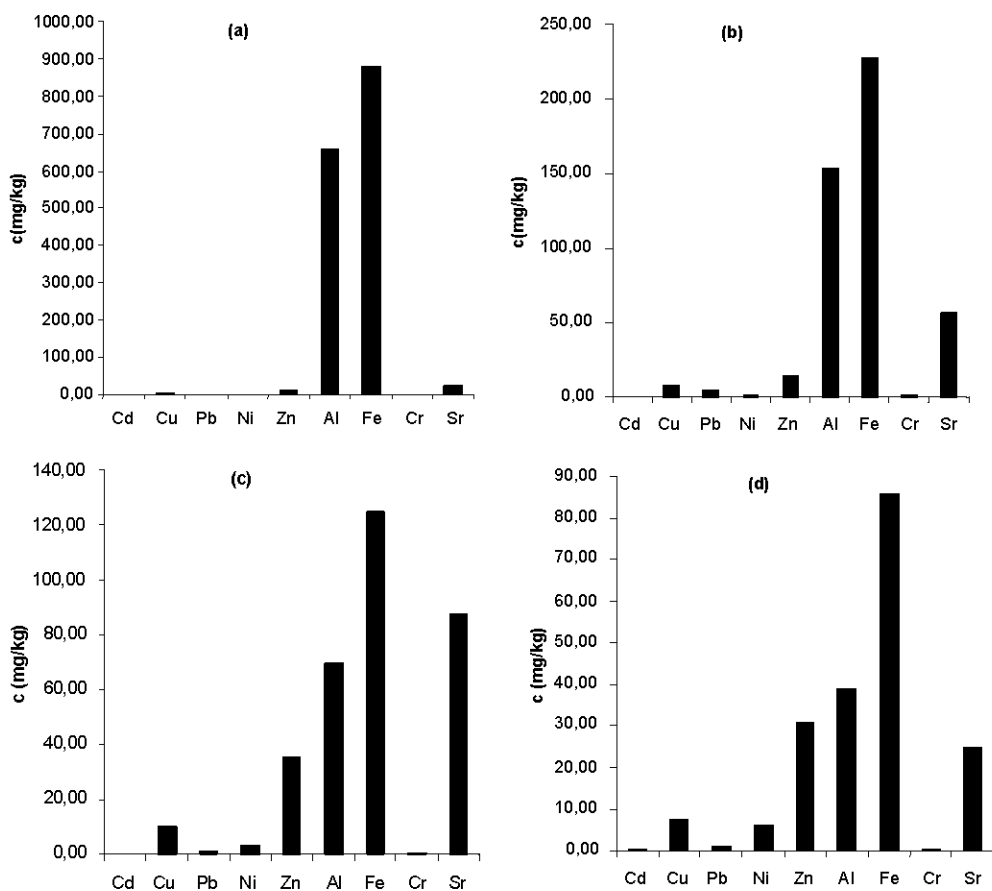 (a)
c(mg/kg)
1000,00
900,00
800,00
700,00
600,00
500,00
400,00
300,00
200,00
100,00
0,00
Cd Cu Pb Ni Zn Al Fe Cr Sr
(b)
c(mg/kg)
250,00
200,00
150,00
100,00
50,00
0,00
Cd Cu Pb Ni Zn Al Fe Cr Sr
(c)
c (mg/kg)
140,00
120,00
100,00
80,00
60,00
40,00
20,00
0,00
Cd Cu Pb Ni Zn Al Fe Cr Sr
(d)
c (mg/kg)
90,00
80,00
70,00
60,00
50,00
40,00
30,00
20,00
10,00
0,00
Cd Cu Pb Ni Zn Al Fe Cr Sr